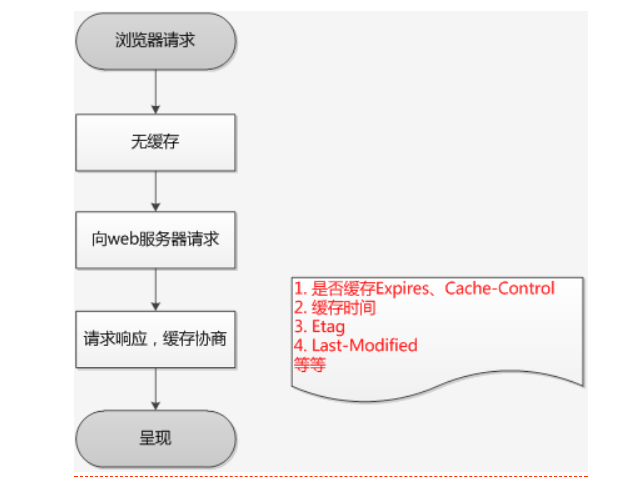 浏览器请求
无缓存
向web服务器请求
请求响应，缓存协商
呈现
1. 是否缓存Expires、Cache-Control
2. 缓存时间
3. Etag
4. Last-Modified
等等